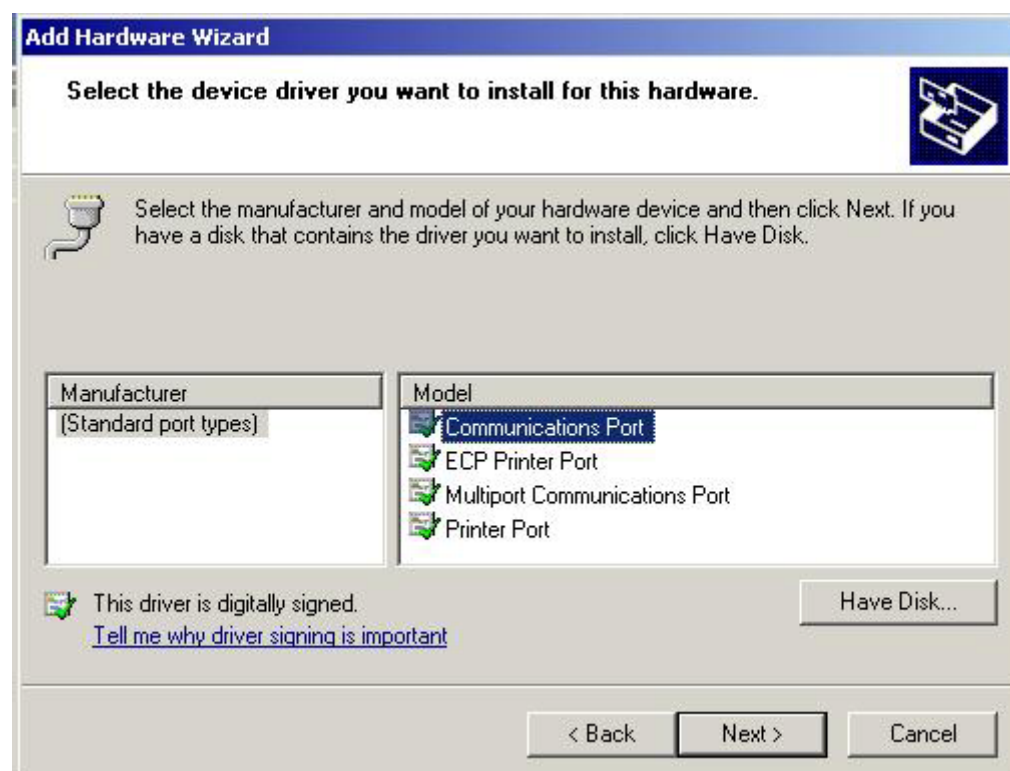 Add Hardware Wizard
Select the device driver you want to install for this hardware.
Select the manufacturer and model of your hardware device and then click Next. If you
have a disk that contains the driver you want to install, click Have Disk.
Manufacturer
(Standard port types)
Model
Communications Port
ECP Printer Port
Multiport Communications Port
Printer Port
This driver is digitally signed.
Tell me why driver signing is important
Have Disk...
< Back
Next >
Cancel